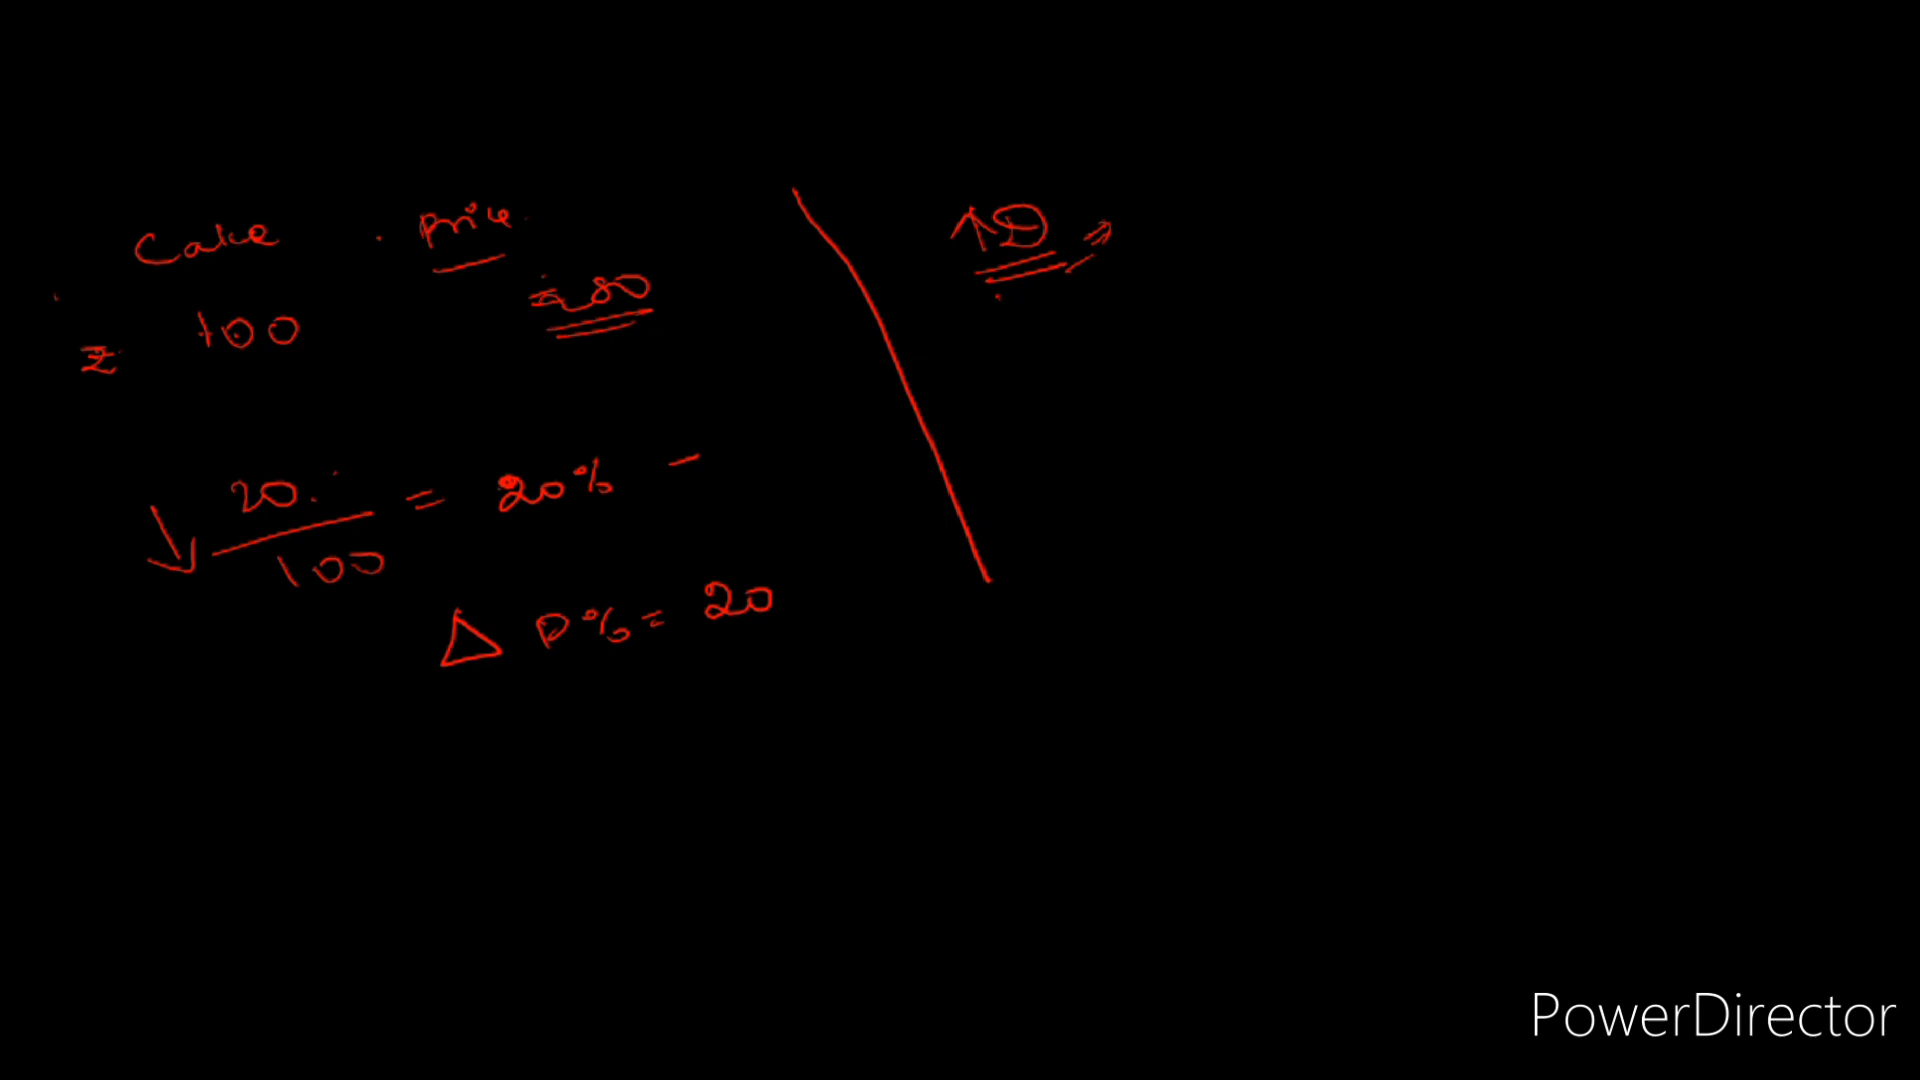 Cake . price
= 80
= 100
20 / 100 = 20% -
Δ P% = 20
↑D ⇒
PowerDirector